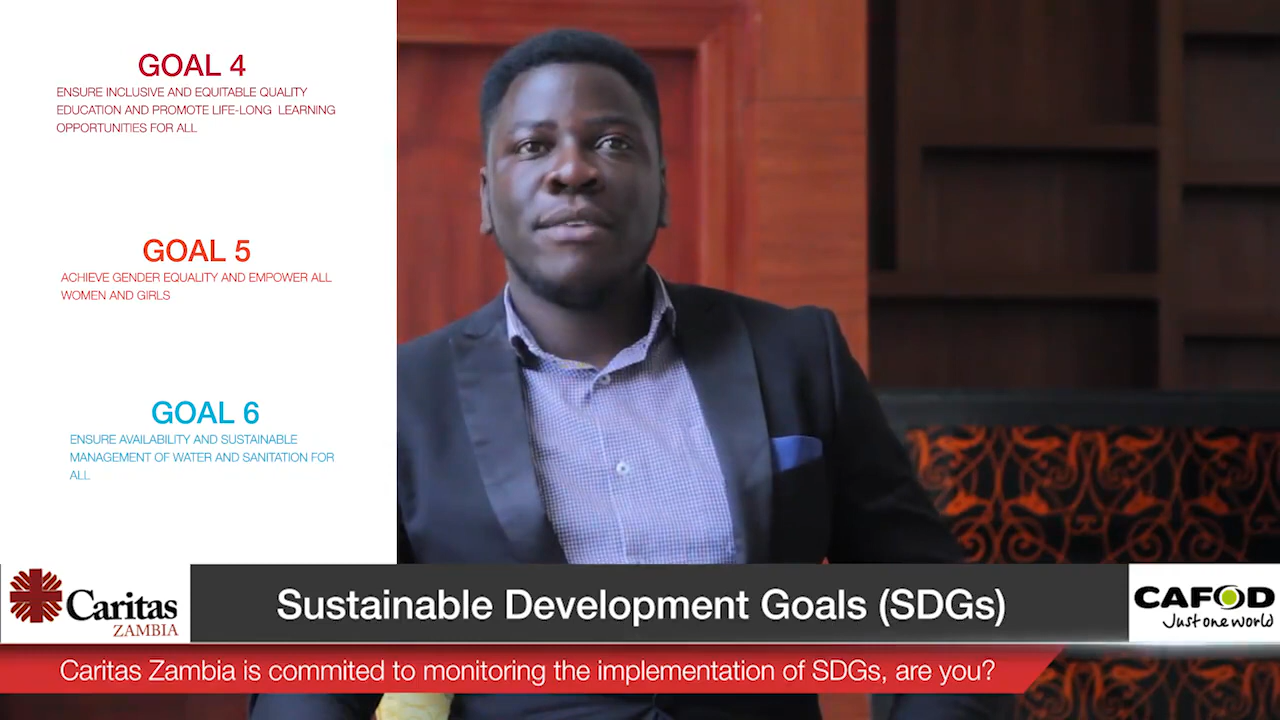 GOAL 4
ENSURE INCLUSIVE AND EQUITABLE QUALITY
EDUCATION AND PROMOTE LIFE-LONG LEARNING
OPPORTUNITIES FOR ALL
GOAL 5
ACHIEVE GENDER EQUALITY AND EMPOWER ALL
WOMEN AND GIRLS
GOAL 6
ENSURE AVAILABILITY AND SUSTAINABLE
MANAGEMENT OF WATER AND SANITATION FOR
ALL
Caritas
ZAMBIA
Sustainable Development Goals (SDGs)
CAFOD
Just one world
Caritas Zambia is commited to monitoring the implementation of SDGs, are you?